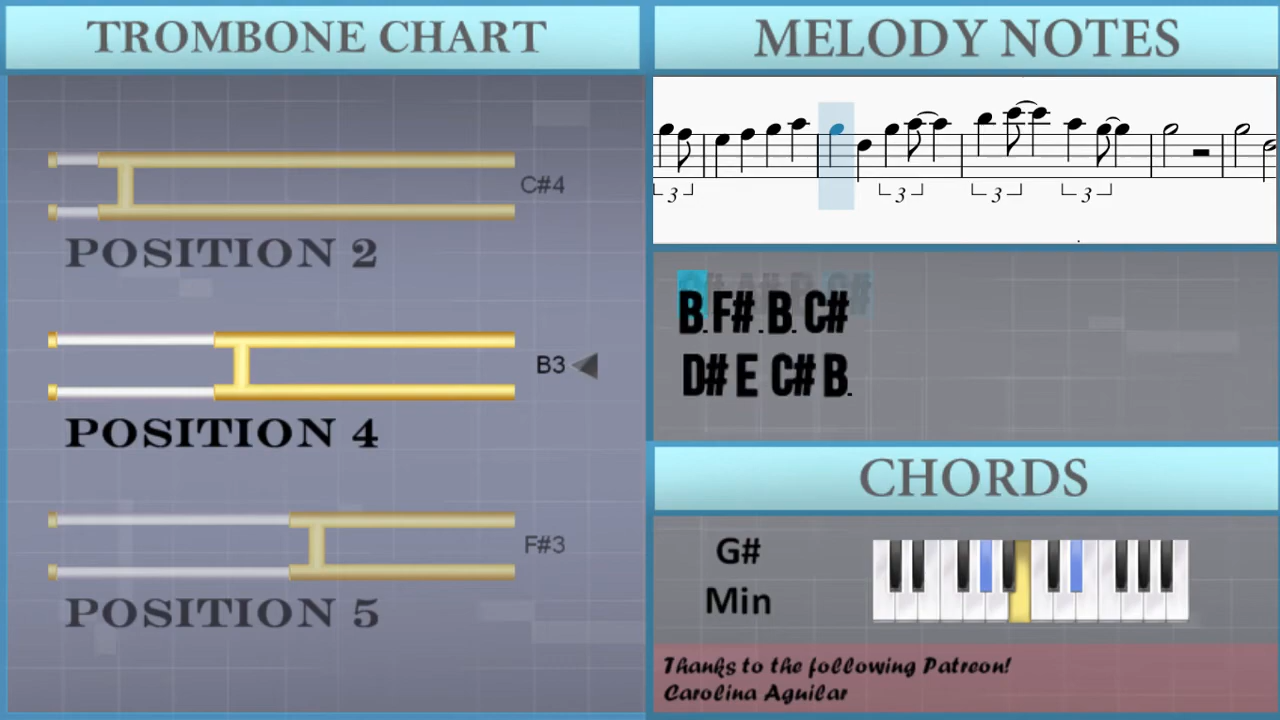 TROMBONE CHART
C#4
POSITION 2
B3
POSITION 4
F#3
POSITION 5
MELODY NOTES
3 3 3 3
B.F#.B.C#
D# E C# B.
CHORDS
G#
Min
Thanks to the following Patreon!
Carolina Aguilar